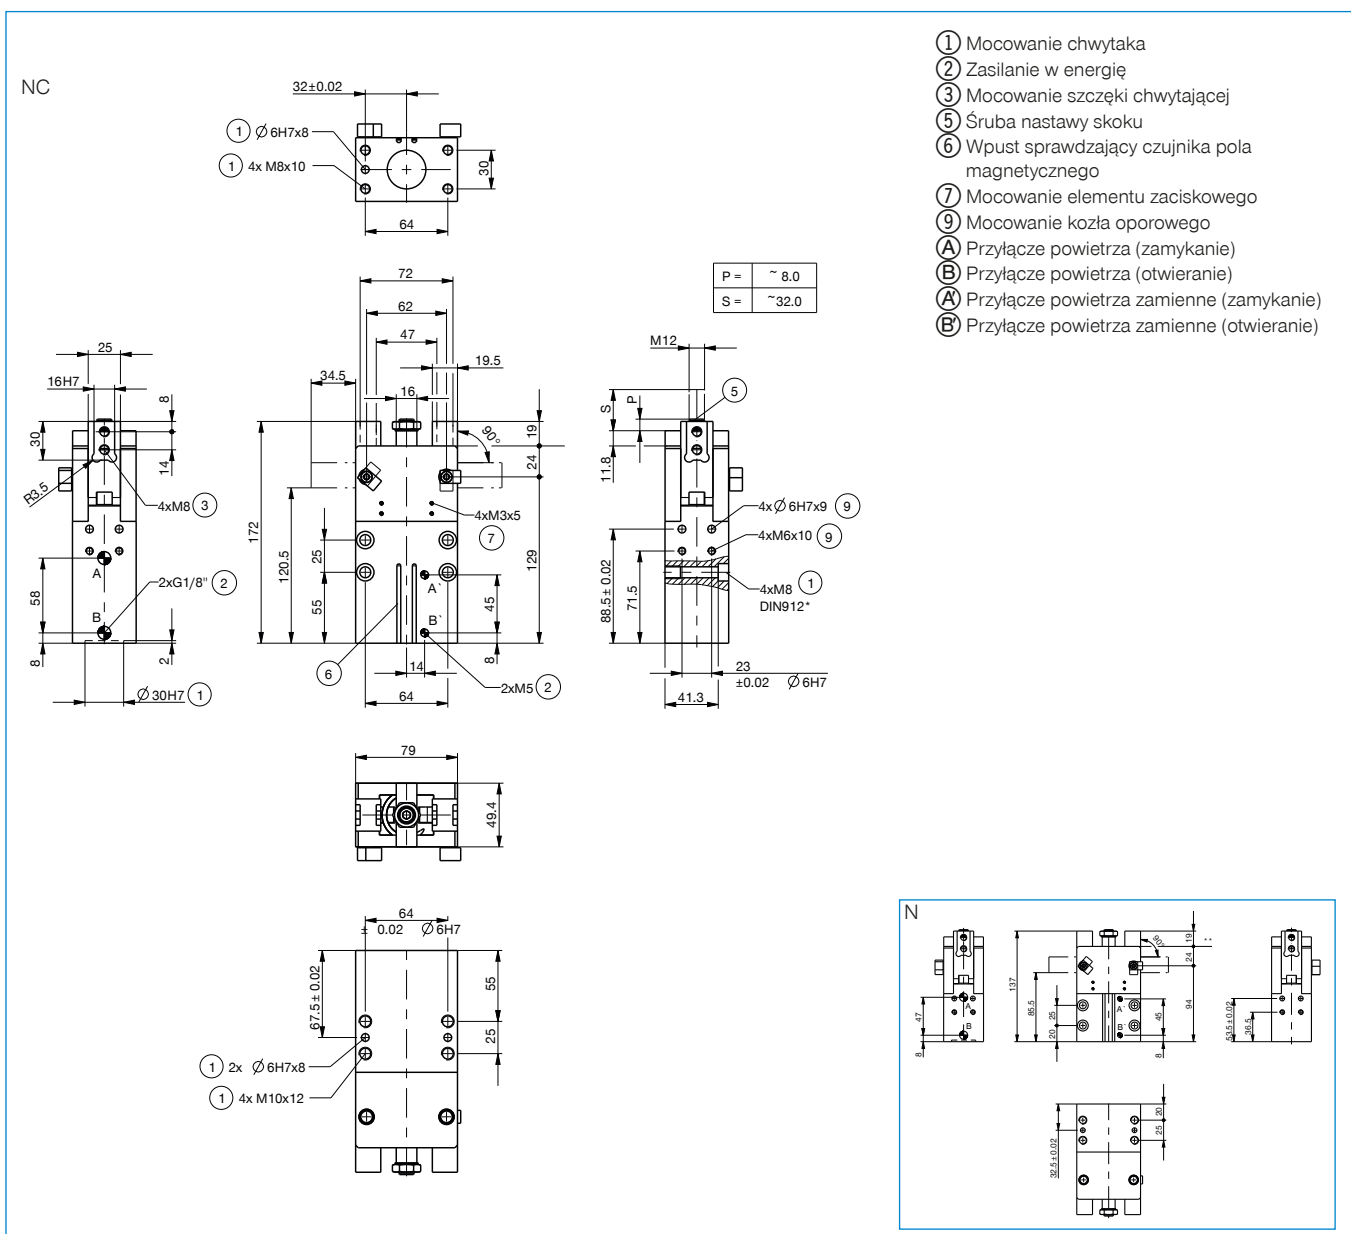 NC
① Mocowanie chwytaka
② Zasilanie w energię
③ Mocowanie szczęki chwytającej
⑤ Śruba nastawy skoku
⑥ Wpust sprawdzający czujnika pola
magnetycznego
⑦ Mocowanie elementu zaciskowego
⑨ Mocowanie kozła oporowego
Ⓐ Przyłącze powietrza (zamykanie)
Ⓑ Przyłącze powietrza (otwieranie)
A' Przyłącze powietrza zamienne (zamykanie)
B' Przyłącze powietrza zamienne (otwieranie)
32±0.02
① Ø 6H7x8
① 4x M8x10
30
64
P = ~ 8.0
S = ~32.0
25
16H7
8
30
14
R3.5
4xM8 ③
A
58
2xG1/8" ②
B
8
2
Ø 30H7 ①
72
62
47
19.5
34.5
16
90°
19
24
4xM3x5
⑦
172
120.5
25
55
129
A`
45
B`
8
⑥
14
2xM5 ②
64
M12
S
P
⑤
11.8
4x Ø 6H7x9 ⑨
4xM6x10 ⑨
88.5 ± 0.02
71.5
4xM8 ①
DIN912*
23
±0.02 Ø 6H7
41.3
79
49.4
64
± 0.02 Ø 6H7
67.5 ± 0.02
55
25
① 2x Ø 6H7x8
① 4x M10x12
N
47
8
A
B
137
85.5
25
20
90°
19
24
A`
B`
45
8
94
53.5 ± 0.02
36.5
32.5 ± 0.02
20
25